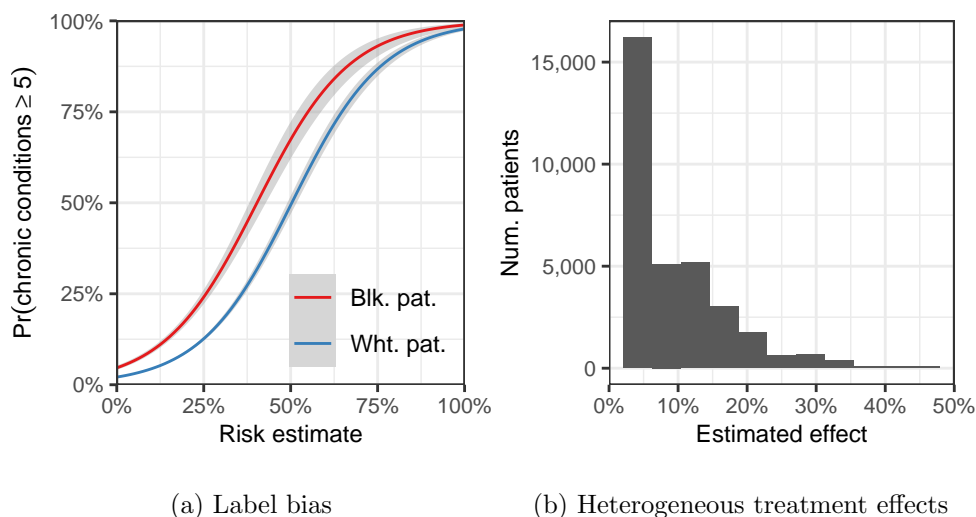 100%
75%
50%
25%
0%
Pr(chronic conditions ≥ 5)
Blk. pat.
Wht. pat.
0% 25% 50% 75% 100%
Risk estimate
(a) Label bias
15,000
10,000
5,000
0
Num. patients
0% 10% 20% 30% 40% 50%
Estimated effect
(b) Heterogeneous treatment effects